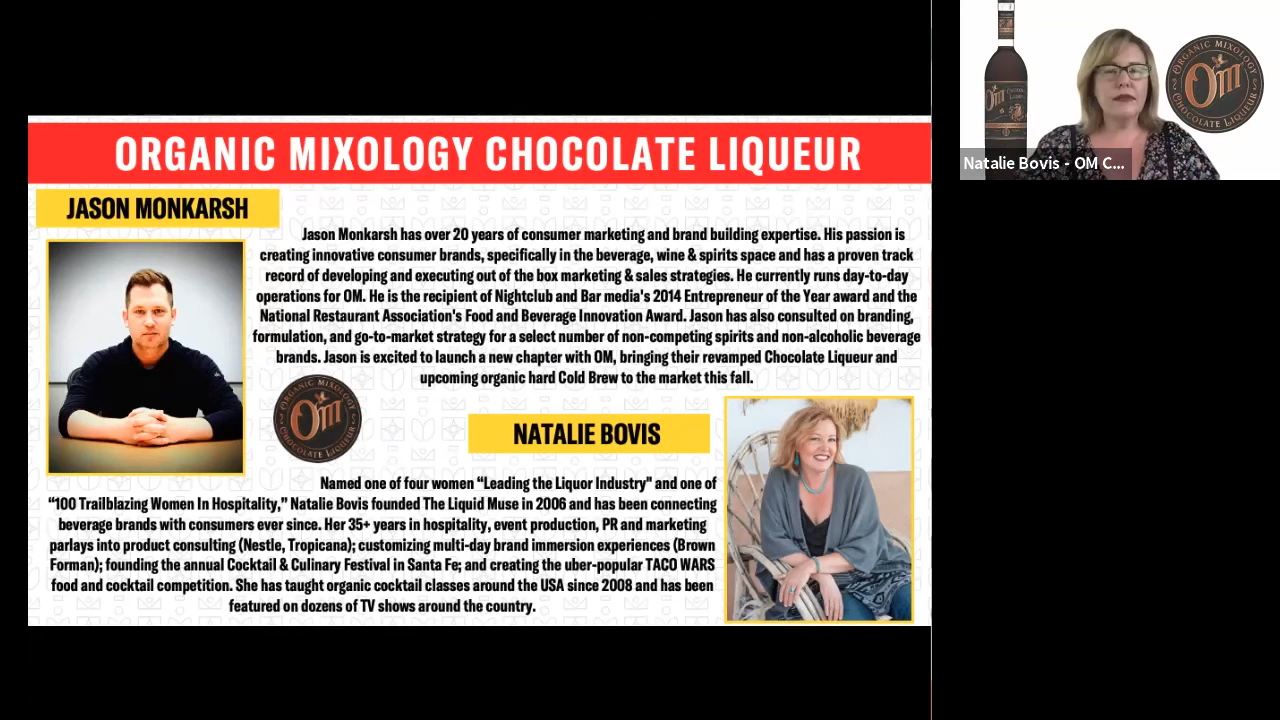 ORGANIC MIXOLOGY CHOCOLATE LIQUEUR
JASON MONKARSH
Jason Monkarsh has over 20 years of consumer marketing and brand building expertise. His passion is
creating innovative consumer brands, specifically in the beverage, wine & spirits space and has a proven track
record of developing and executing out of the box marketing & sales strategies. He currently runs day-to-day
operations for OM. He is the recipient of Nightclub and Bar media's 2014 Entrepreneur of the Year award and the
National Restaurant Association's Food and Beverage Innovation Award. Jason has also consulted on branding,
formulation, and go-to-market strategy for a select number of non-competing spirits and non-alcoholic beverage
brands. Jason is excited to launch a new chapter with OM, bringing their revamped Chocolate Liqueur and
upcoming organic hard Cold Brew to the market this fall.
ORGANIC MIXOLOGY
Om
CHOCOLATE LIQUEUR
NATALIE BOVIS
Named one of four women “Leading the Liquor Industry" and one of
“100 Trailblazing Women In Hospitality,” Natalie Bovis founded The Liquid Muse in 2006 and has been connecting
beverage brands with consumers ever since. Her 35+ years in hospitality, event production, PR and marketing
parlays into product consulting (Nestle, Tropicana); customizing multi-day brand immersion experiences (Brown
Forman); founding the annual Cocktail & Culinary Festival in Santa Fe; and creating the uber-popular TACO WARS
food and cocktail competition. She has taught organic cocktail classes around the USA since 2008 and has been
featured on dozens of TV shows around the country.
Om
ORGANIC MIXOLOGY
Om
CHOCOLATE LIQUEUR
Natalie Bovis - OM C...